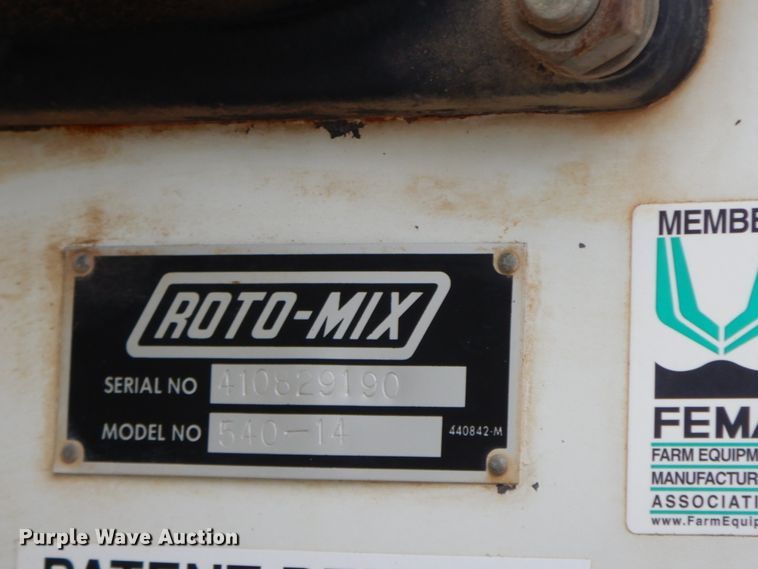 ROTO-MIX
SERIAL NO 410829190
MODEL NO 540-14 440842-M
MEMBE
FEMA
FARM EQUIPM
MANUFACTUR
ASSOCIATI
www.FarmEquip
Purple Wave Auction
PATENT